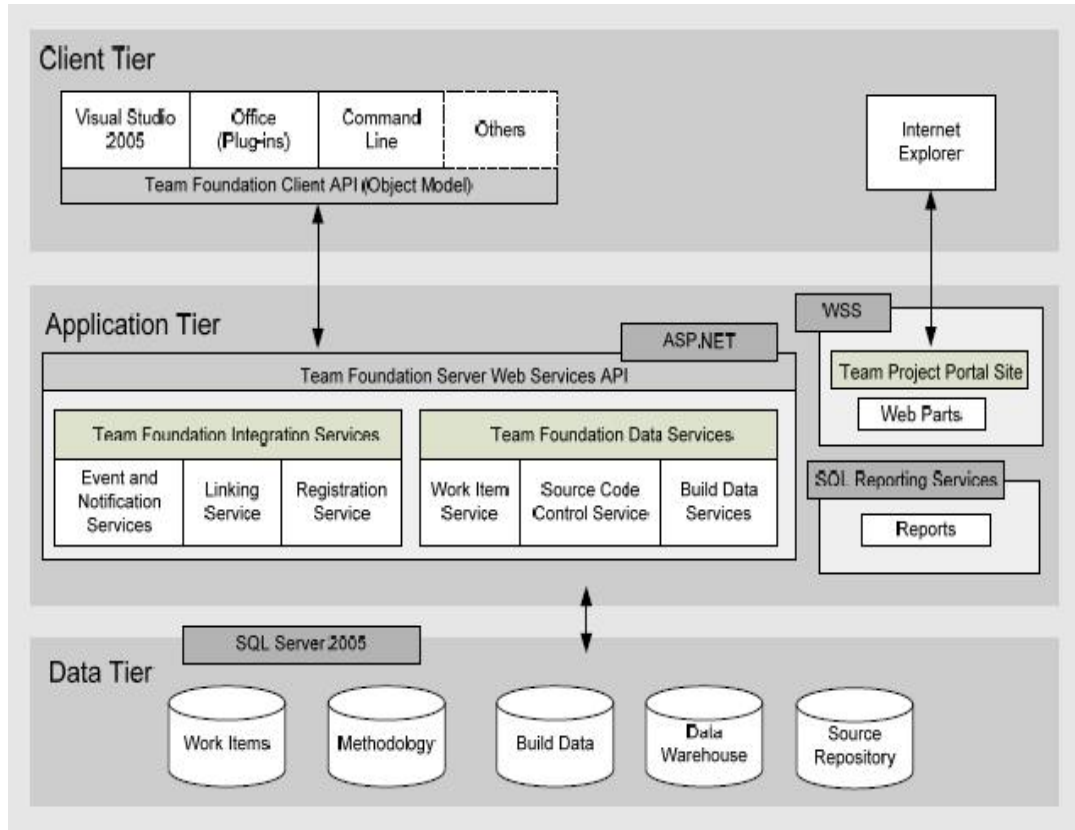 Client Tier
Visual Studio
2005
Office
(Plug-ins)
Command
Line
Others
Team Foundation Client API (Object Model)
Internet
Explorer
Application Tier
ASP.NET
Team Foundation Server Web Services API
Team Foundation Integration Services
Event and
Notification
Services
Linking
Service
Registration
Service
Team Foundation Data Services
Work Item
Service
Source Code
Control Service
Build Data
Services
WSS
Team Project Portal Site
Web Parts
SQL Reporting Services
Reports
Data Tier
SQL Server 2005
Work Items
Methodology
Build Data
Data
Warehouse
Source
Repository